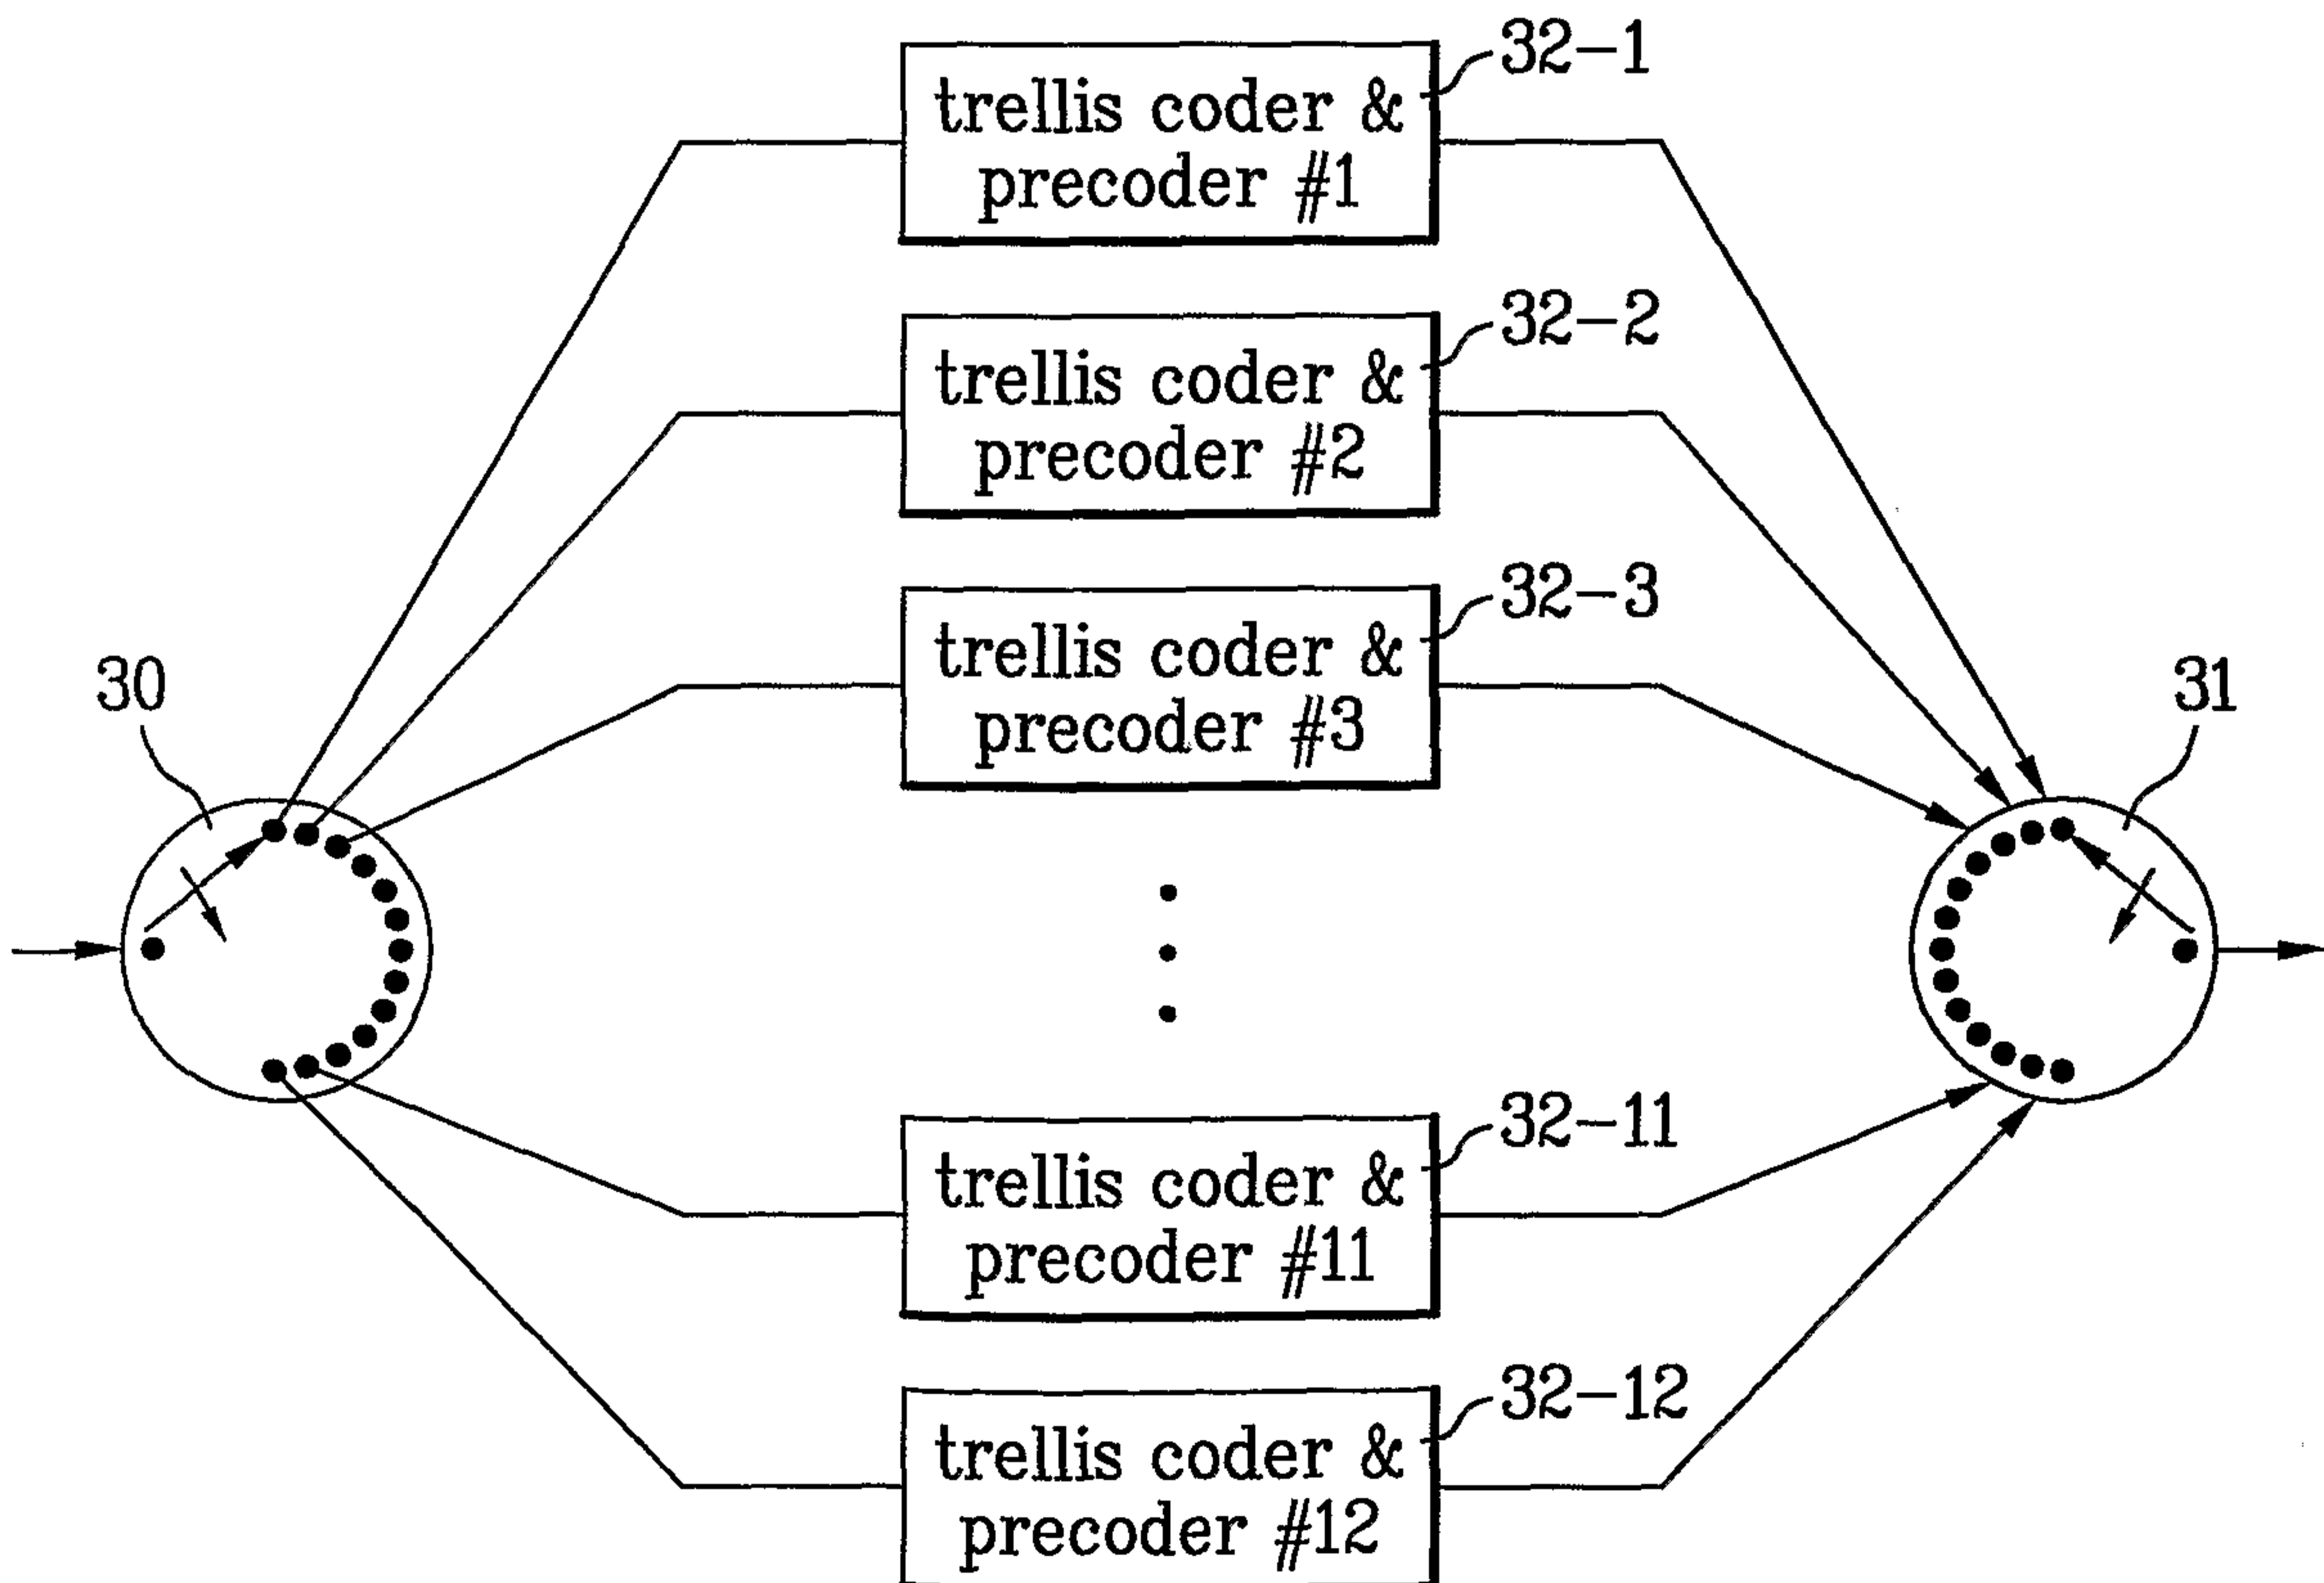 32-1
trellis coder &
precoder #1
32-2
trellis coder &
precoder #2
32-3
trellis coder &
precoder #3
30
31
32-11
trellis coder &
precoder #11
32-12
trellis coder &
precoder #12